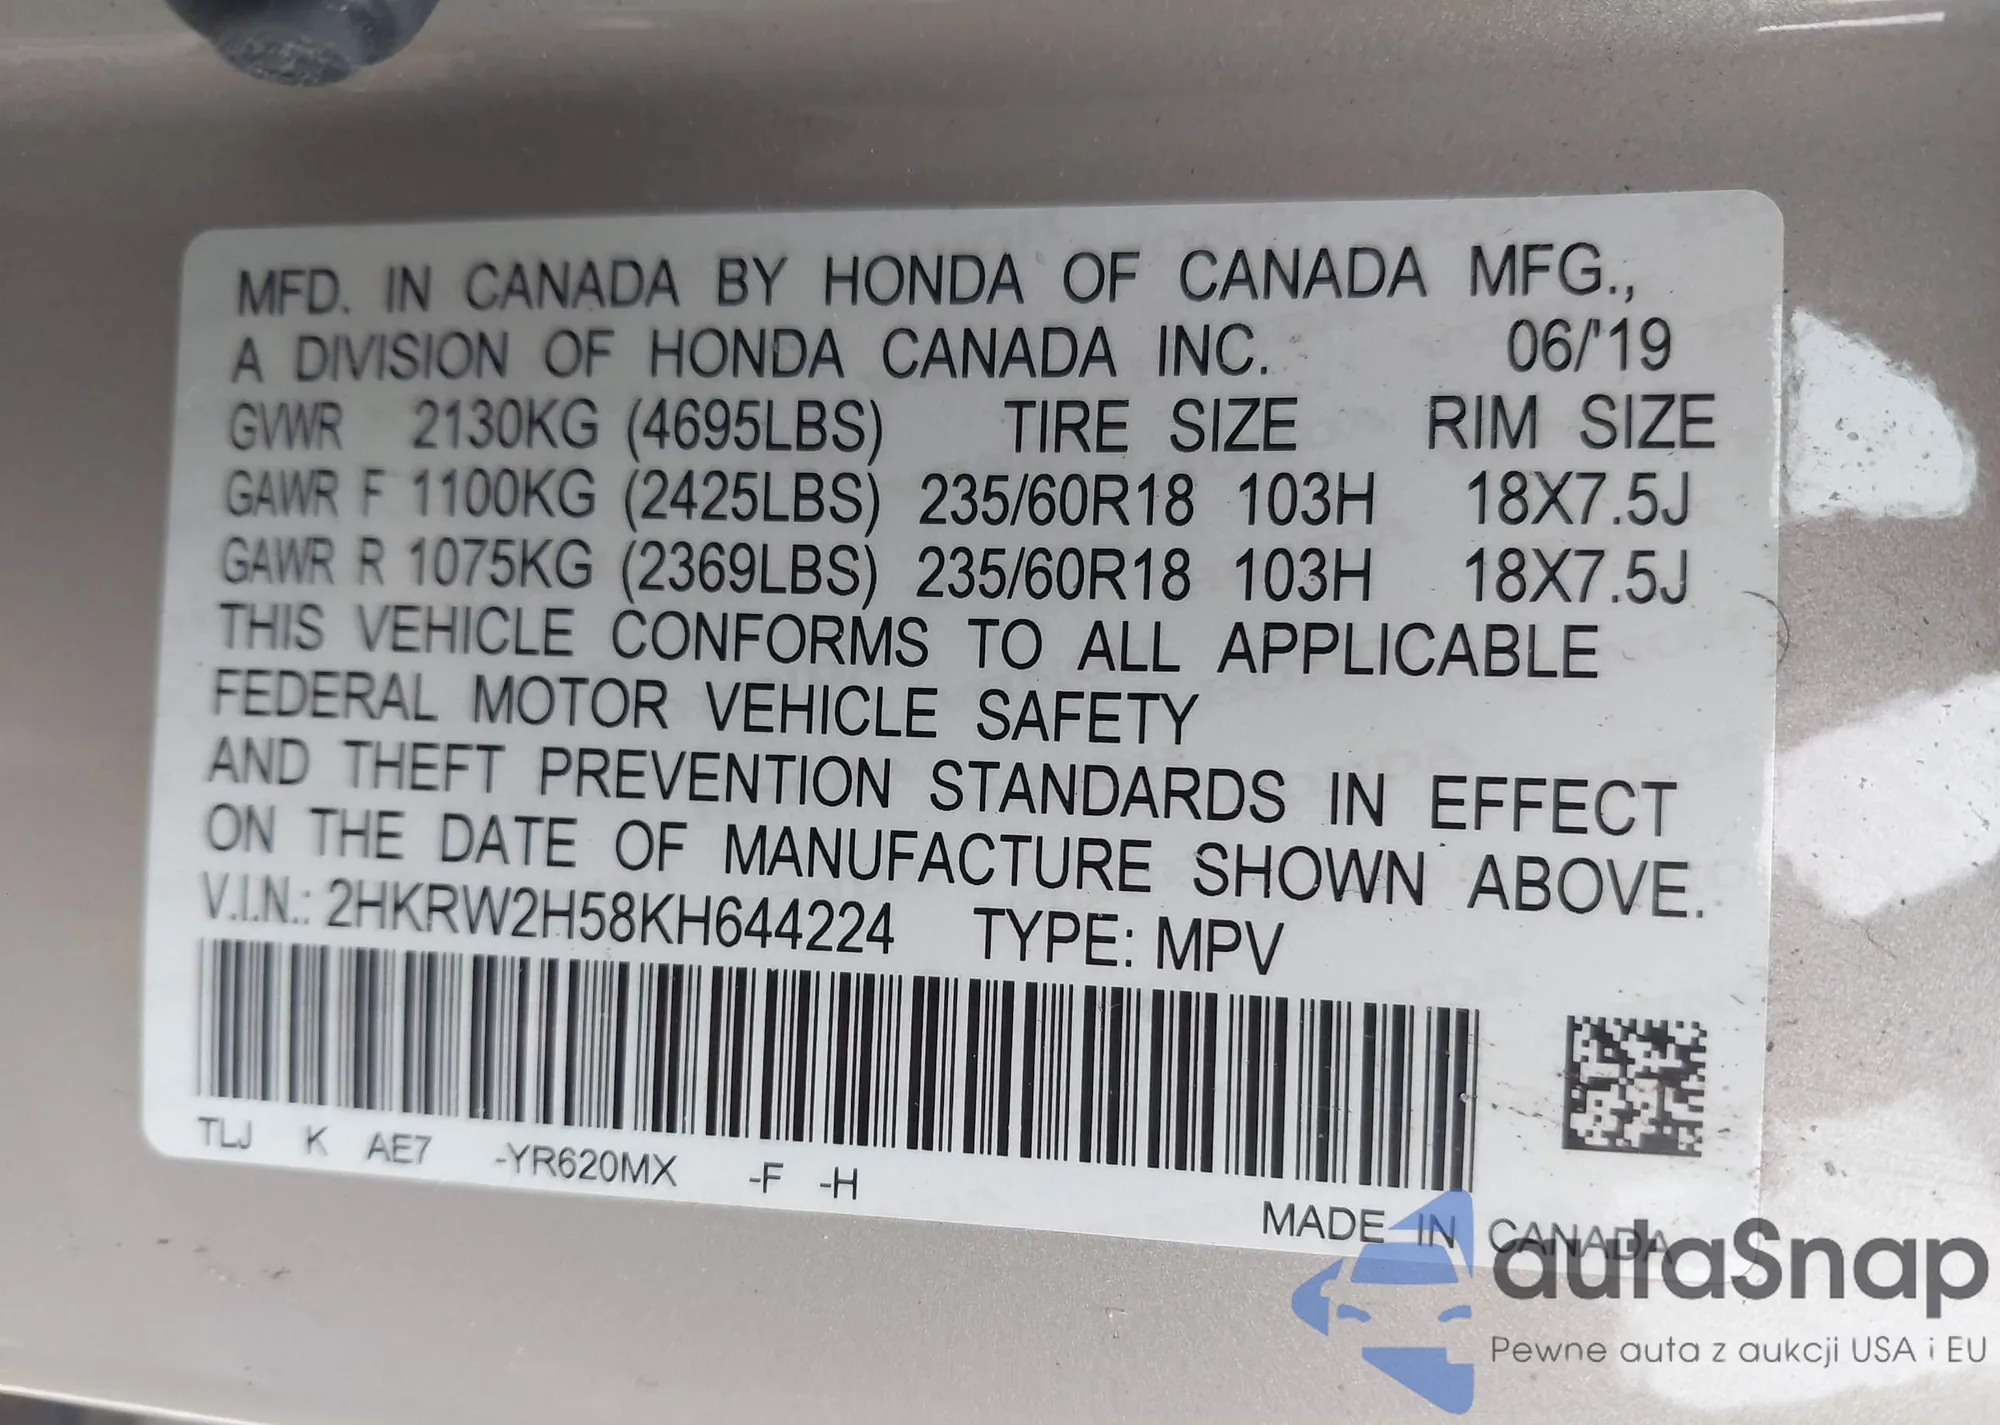 MFD. IN CANADA BY HONDA OF CANADA MFG.,
A DIVISION OF HONDA CANADA INC. 06/'19
GVWR 2130KG (4695LBS) TIRE SIZE RIM SIZE
GAWR F 1100KG (2425LBS) 235/60R18 103H 18X7.5J
GAWR R 1075KG (2369LBS) 235/60R18 103H 18X7.5J
THIS VEHICLE CONFORMS TO ALL APPLICABLE
FEDERAL MOTOR VEHICLE SAFETY
AND THEFT PREVENTION STANDARDS IN EFFECT
ON THE DATE OF MANUFACTURE SHOWN ABOVE.
V.I.N.: 2HKRW2H58KH644224 TYPE: MPV
TLJ K AE7 -YR620MX -F -H
MADE IN CANADA
autaSnap
Pewne auta z aukcji USA i EU